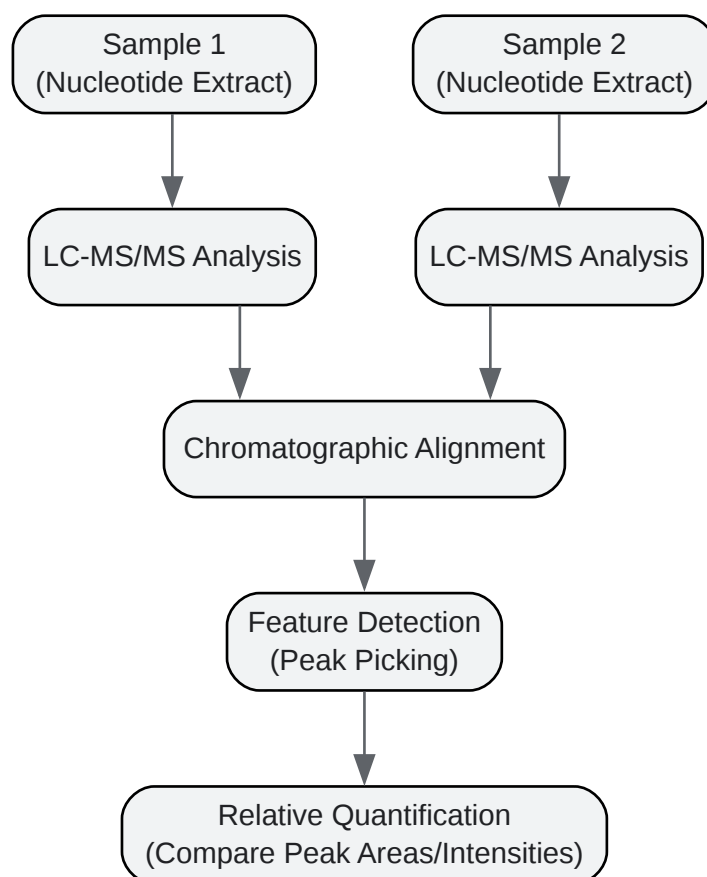 Sample 1
(Nucleotide Extract)
Sample 2
(Nucleotide Extract)
LC-MS/MS Analysis
LC-MS/MS Analysis
Chromatographic Alignment
Feature Detection
(Peak Picking)
Relative Quantification
(Compare Peak Areas/Intensities)